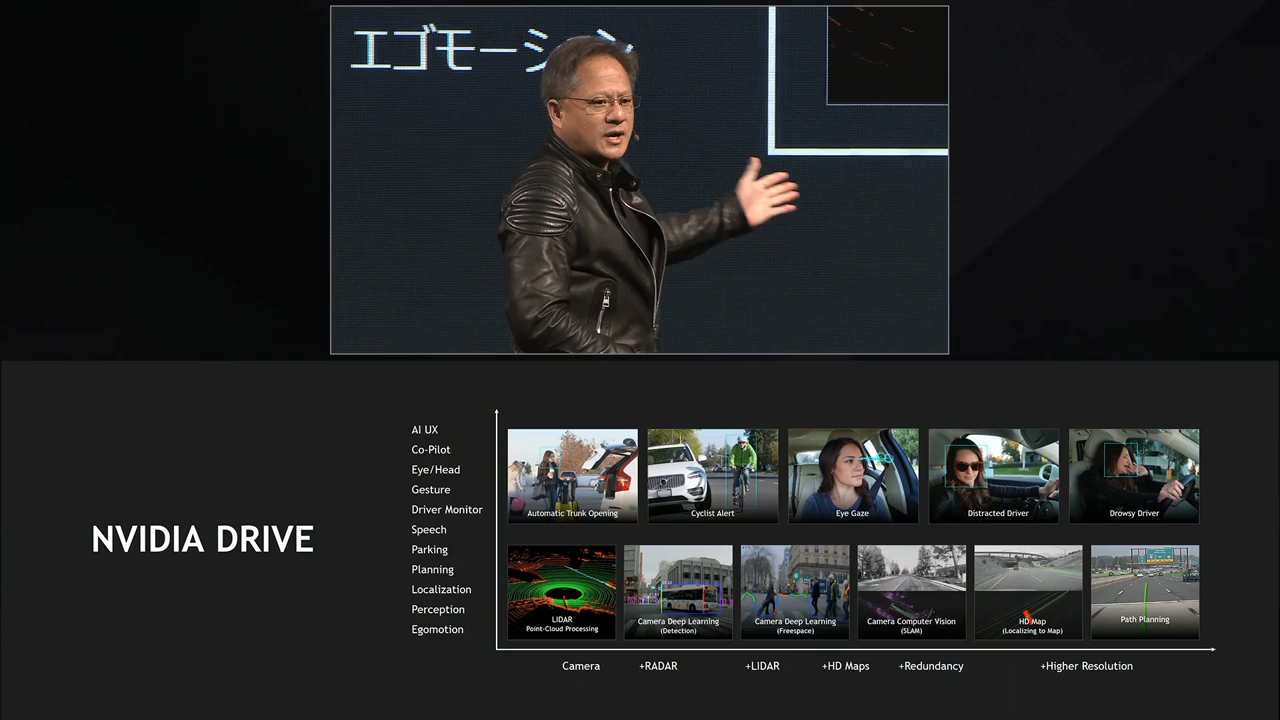 エゴモーション
NVIDIA DRIVE
AI UX
Co-Pilot
Eye/Head
Gesture
Driver Monitor
Speech
Parking
Planning
Localization
Perception
Egomotion
Automatic Trunk Opening
Cyclist Alert
Eye Gaze
Distracted Driver
Drowsy Driver
LIDAR
Point-Cloud Processing
Camera Deep Learning
(Detection)
Camera Deep Learning
(Freespace)
Camera Computer Vision
(SLAM)
HD Map
(Localizing to Map)
Path Planning
Camera +RADAR +LIDAR +HD Maps +Redundancy +Higher Resolution